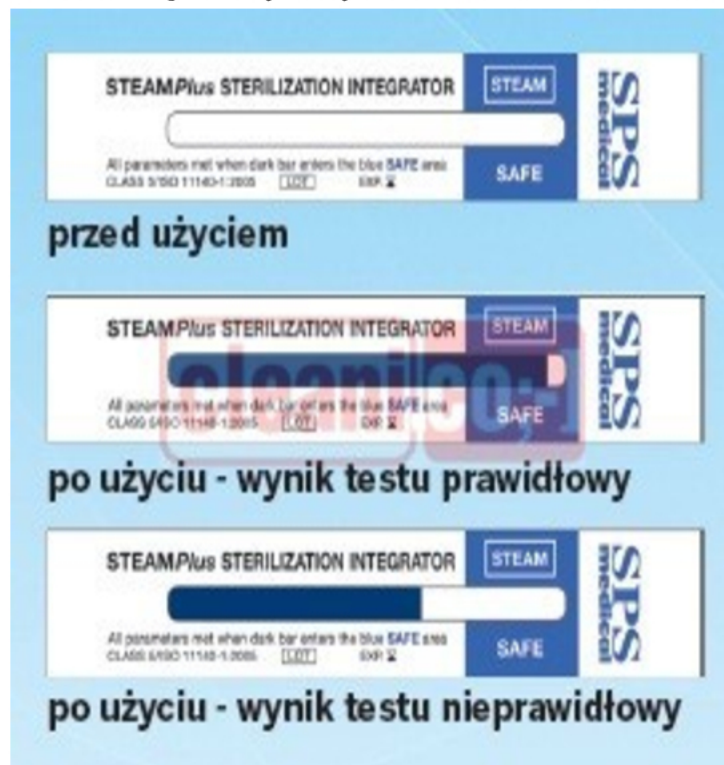 STEAMPlus STERILIZATION INTEGRATOR STEAM
All parameters met when dark bar enters the blue SAFE area
CLASS 5/ISO 11140-1:2005 LOT EXP. SAFE
SPS medical
przed użyciem
STEAMPlus STERILIZATION INTEGRATOR STEAM
All parameters met when dark bar enters the blue SAFE area
CLASS 5/ISO 11140-1:2005 LOT EXP. SAFE
SPS medical
cleani.co;-]
po użyciu - wynik testu prawidłowy
STEAMPlus STERILIZATION INTEGRATOR STEAM
All parameters met when dark bar enters the blue SAFE area
CLASS 5/ISO 11140-1:2005 LOT EXP. SAFE
SPS medical
po użyciu - wynik testu nieprawidłowy